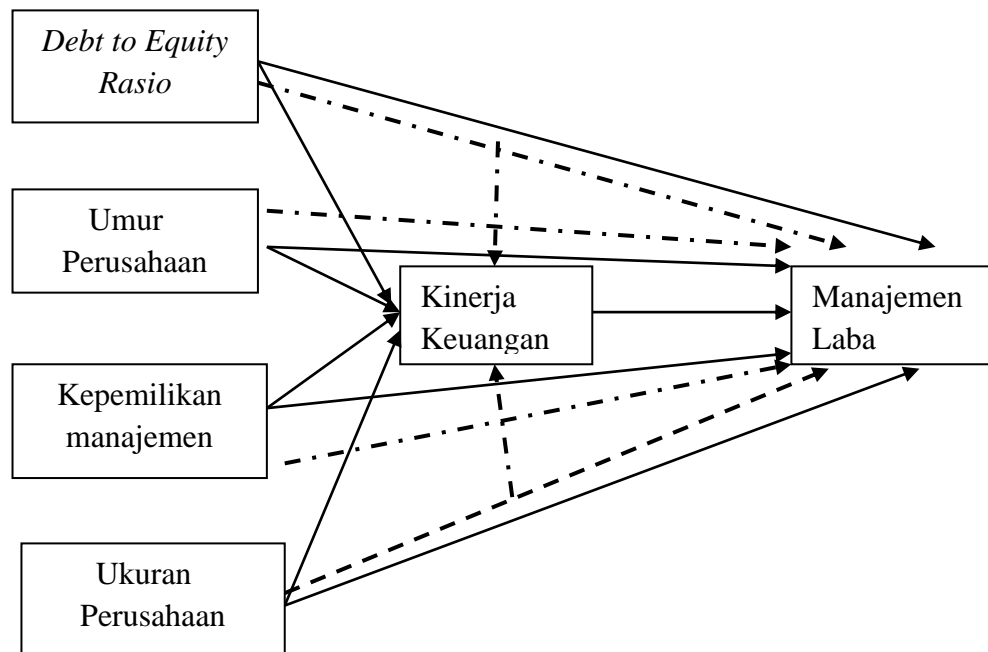 Debt to Equity
Rasio
Umur
Perusahaan
Kinerja
Keuangan
Manajemen
Laba
Kepemilikan
manajemen
Ukuran
Perusahaan